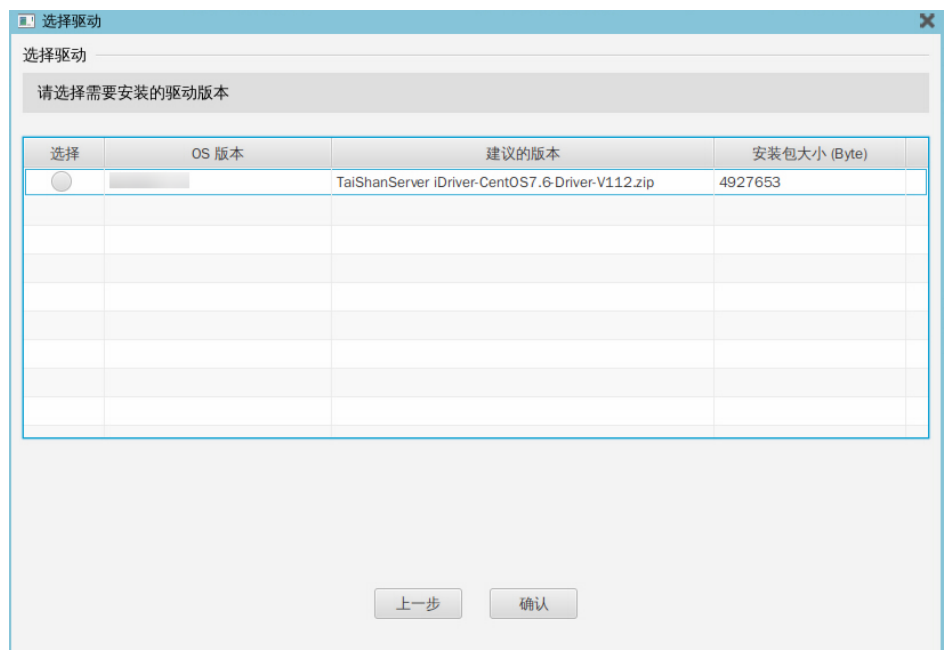 选择驱动
选择驱动
请选择需要安装的驱动版本
选择 OS 版本 建议的版本 安装包大小 (Byte)
TaiShanServer iDriver-CentOS7.6-Driver-V112.zip 4927653
上一步 确认